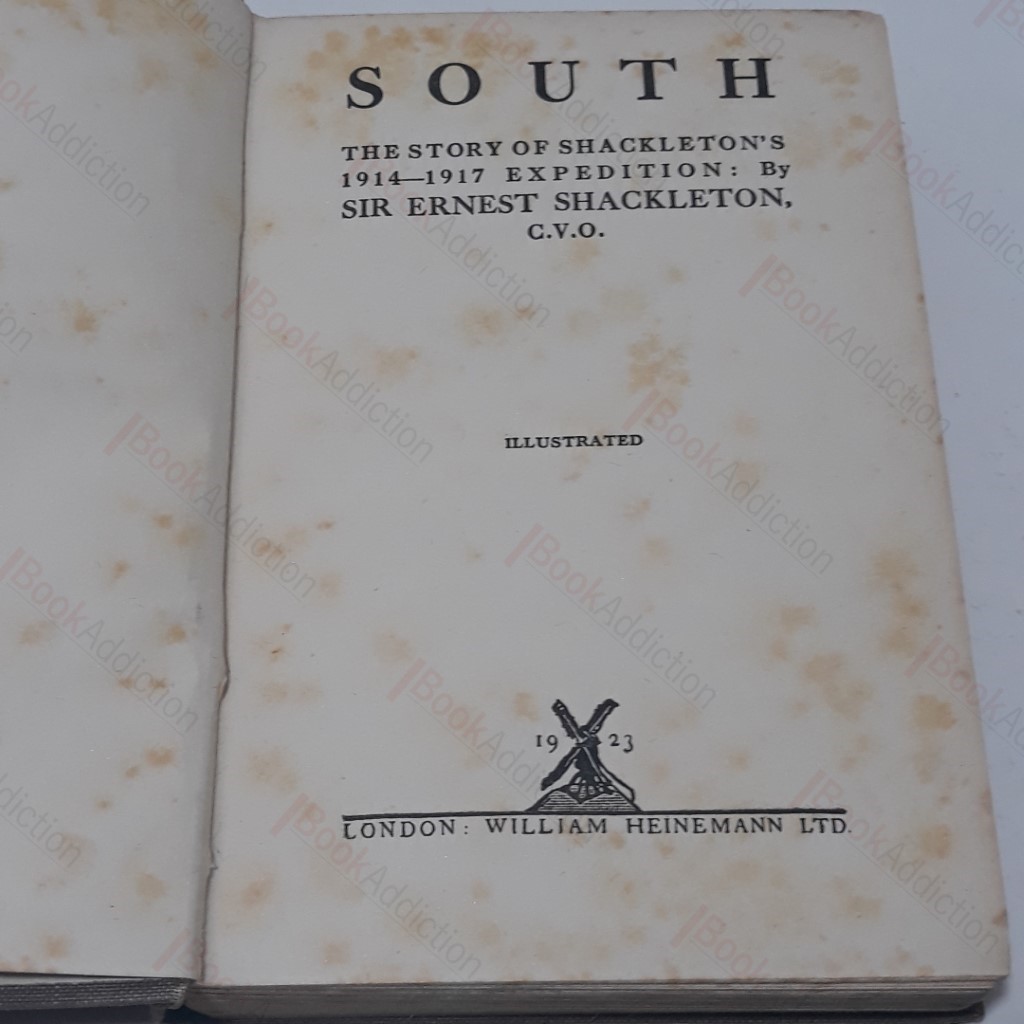 SOUTH
THE STORY OF SHACKLETON'S
1914—1917 EXPEDITION: By
SIR ERNEST SHACKLETON,
C.V.O.
ILLUSTRATED
19 23
LONDON: WILLIAM HEINEMANN LTD.
BookAddiction